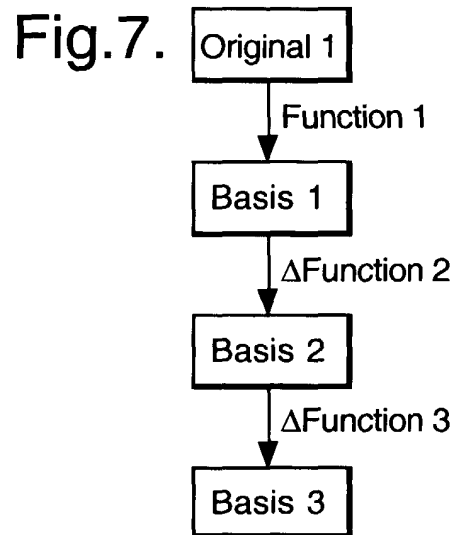 Fig.7.
Original 1
Function 1
Basis 1
ΔFunction 2
Basis 2
ΔFunction 3
Basis 3